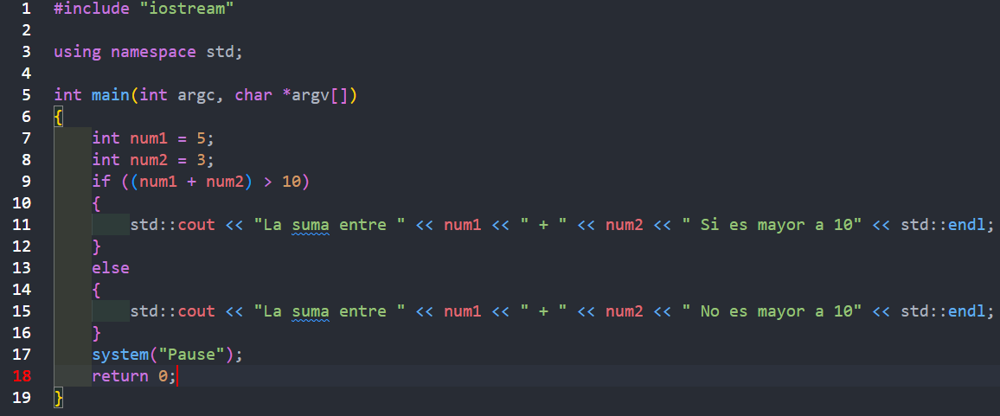 1 #include "iostream"
2
3 using namespace std;
4
5 int main(int argc, char *argv[])
6 {
7     int num1 = 5;
8     int num2 = 3;
9     if ((num1 + num2) > 10)
10     {
11         std::cout << "La suma entre " << num1 << " + " << num2 << " Si es mayor a 10" << std::endl;
12     }
13     else
14     {
15         std::cout << "La suma entre " << num1 << " + " << num2 << " No es mayor a 10" << std::endl;
16     }
17     system("Pause");
18     return 0;
19 }